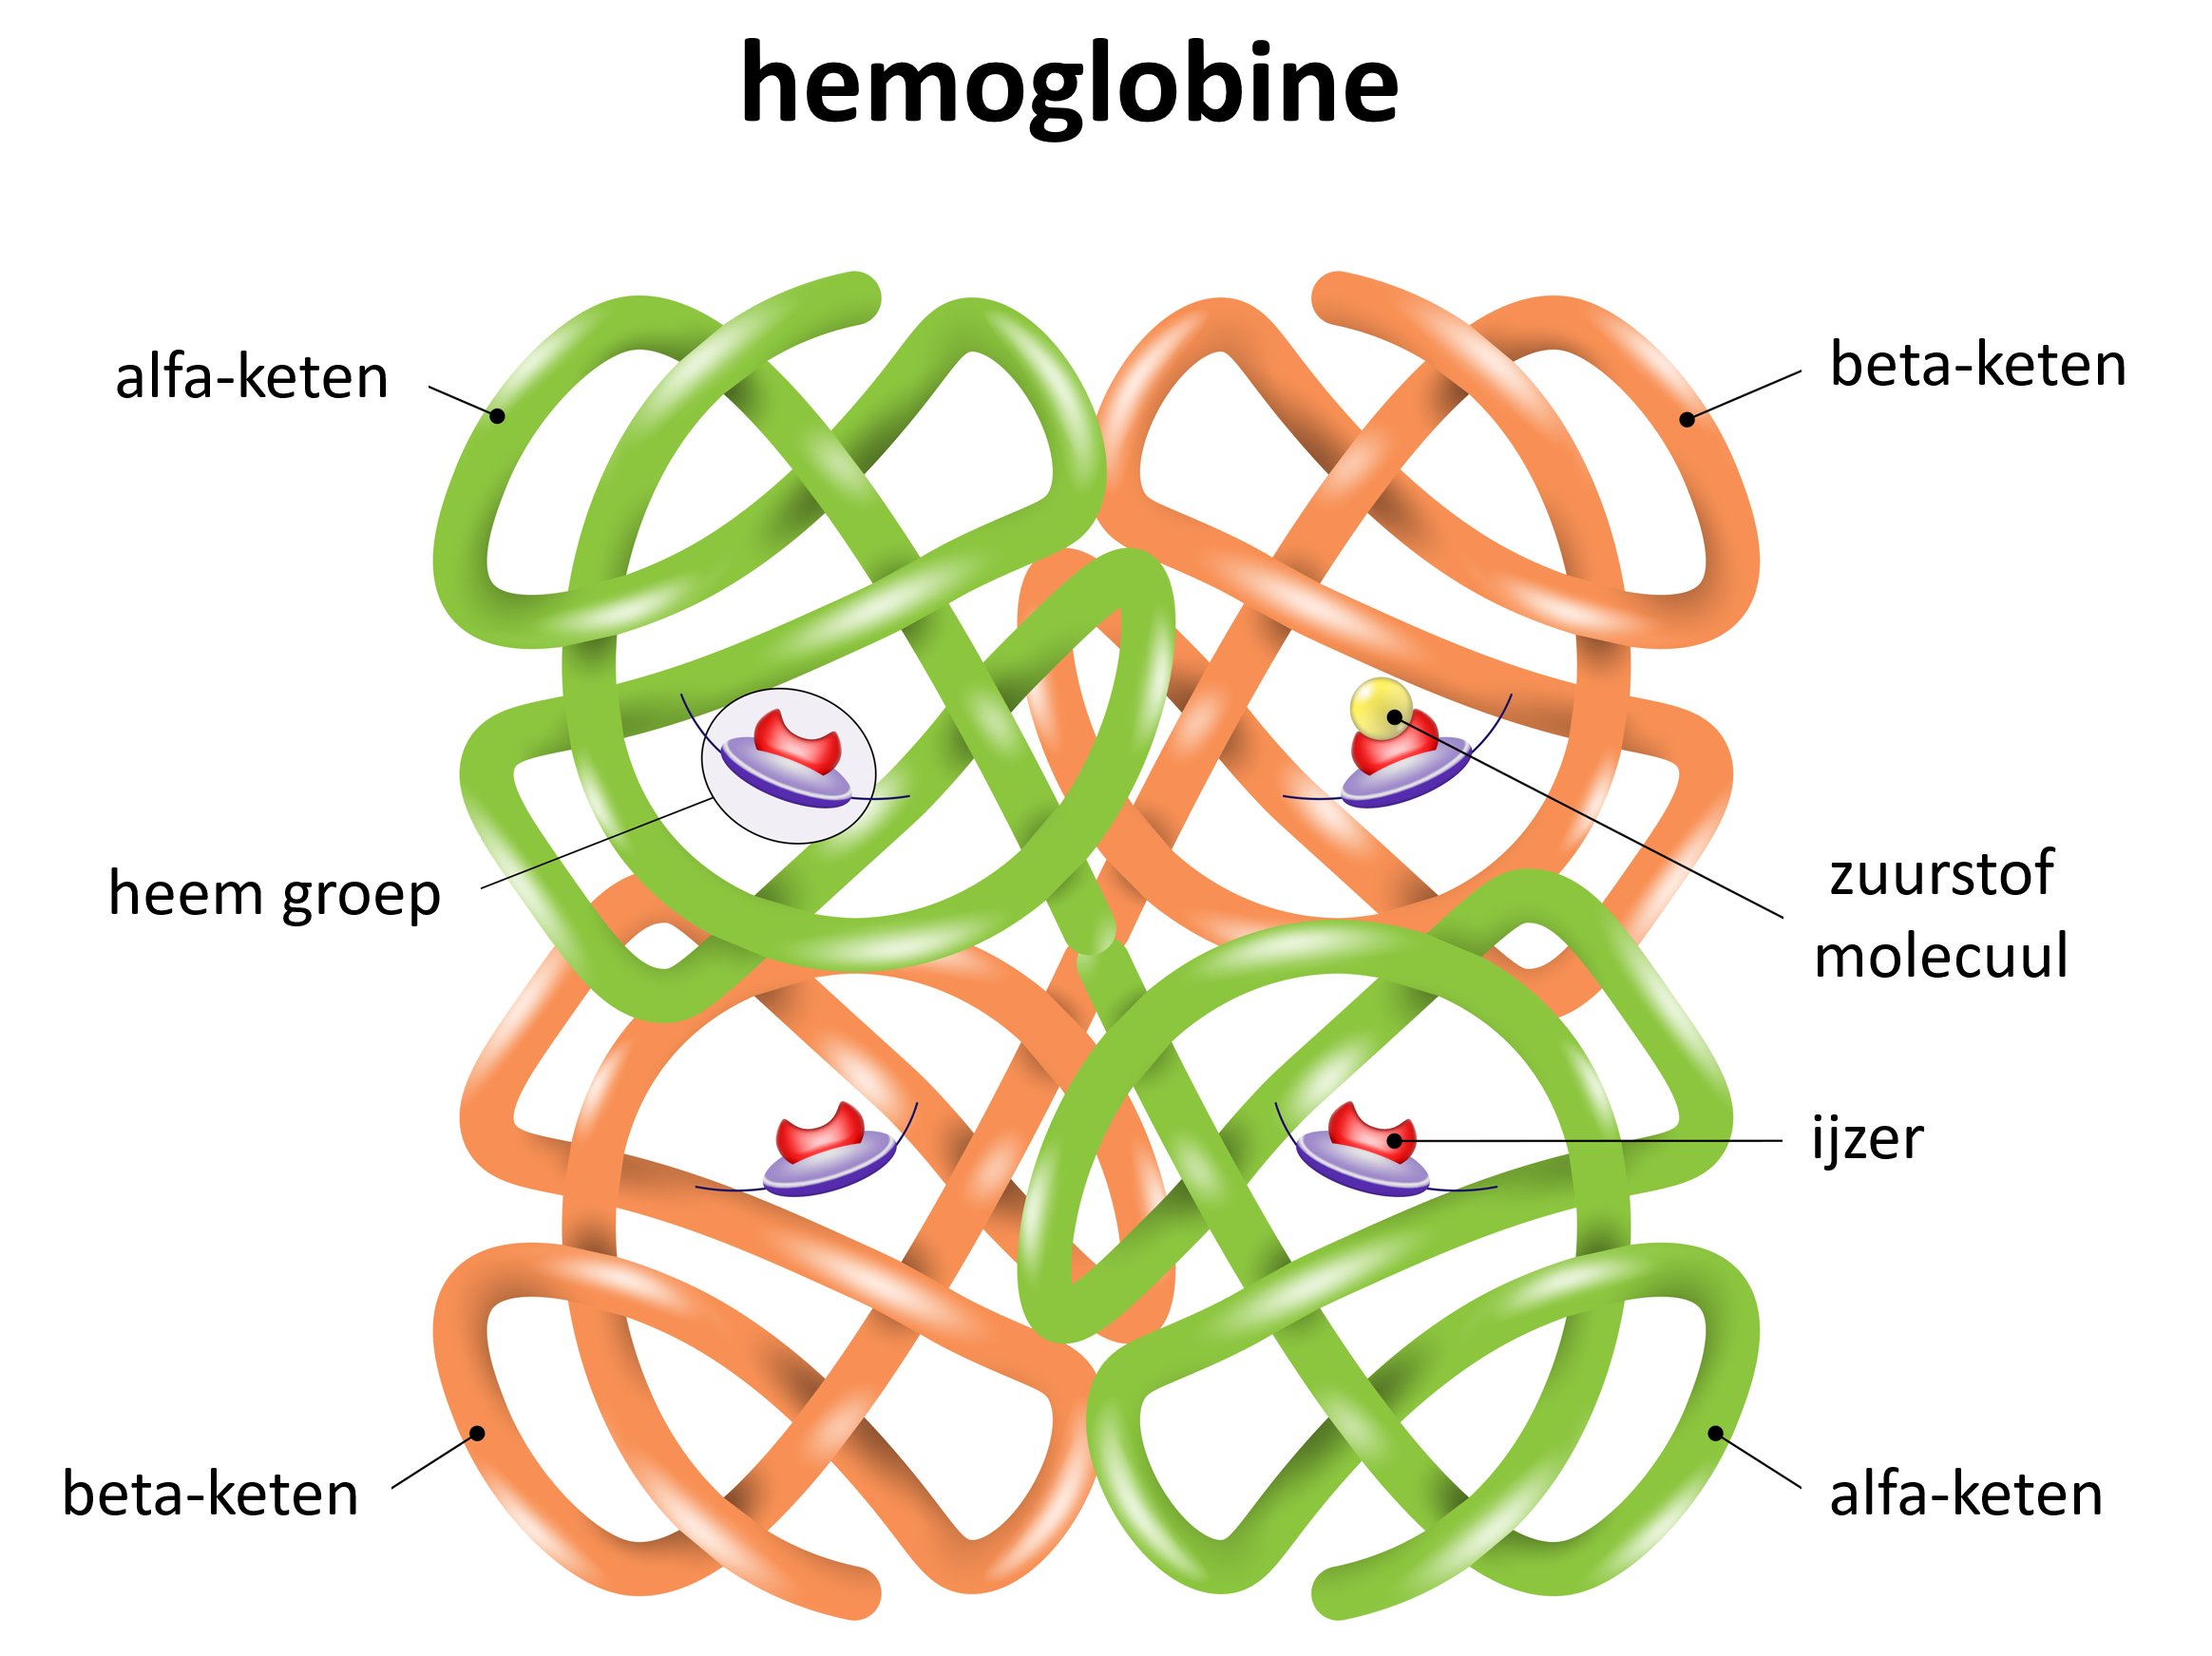 hemoglobine
alfa-keten
beta-keten
heem groep
zuurstof
molecuul
ijzer
beta-keten
alfa-keten